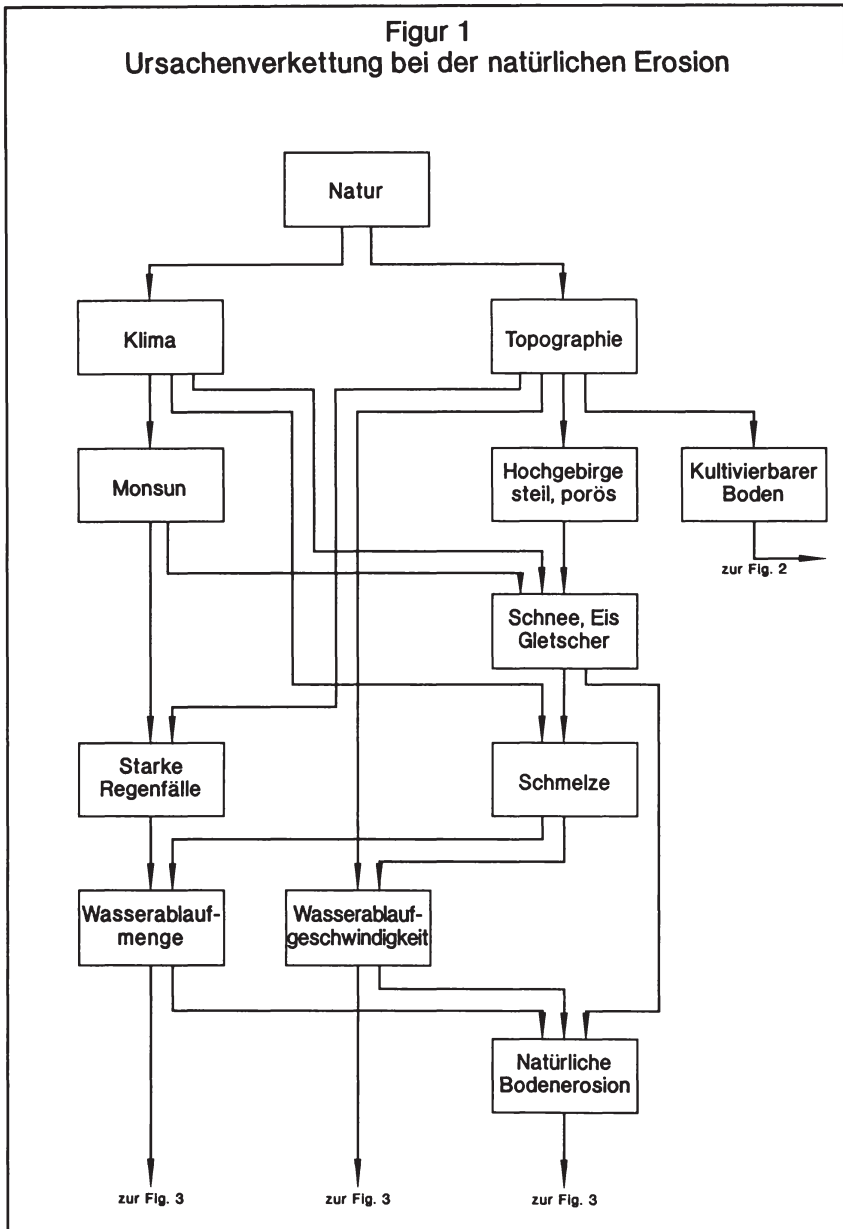 Figur 1
Ursachenverkettung bei der natürlichen Erosion
Natur
Klima
Topographie
Monsun
Hochgebirge
steil, porös
Kultivierbarer
Boden
zur Fig. 2
Schnee, Eis
Gletscher
Starke
Regenfälle
Schmelze
Wasserablauf-
menge
Wasserablauf-
geschwindigkeit
Natürliche
Bodenerosion
zur Fig. 3
zur Fig. 3
zur Fig. 3